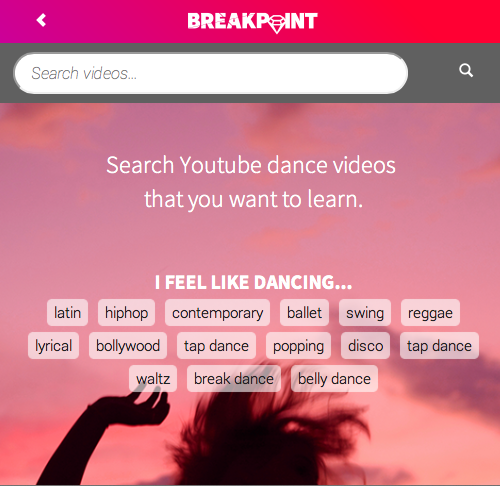 BREAKPOINT
Search videos...
Search Youtube dance videos
that you want to learn.
I FEEL LIKE DANCING...
latin hiphop contemporary ballet swing reggae
lyrical bollywood tap dance popping disco tap dance
waltz break dance belly dance